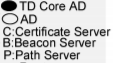 TD Core AD
AD
C:Certificate Server
B:Beacon Server
P:Path Server